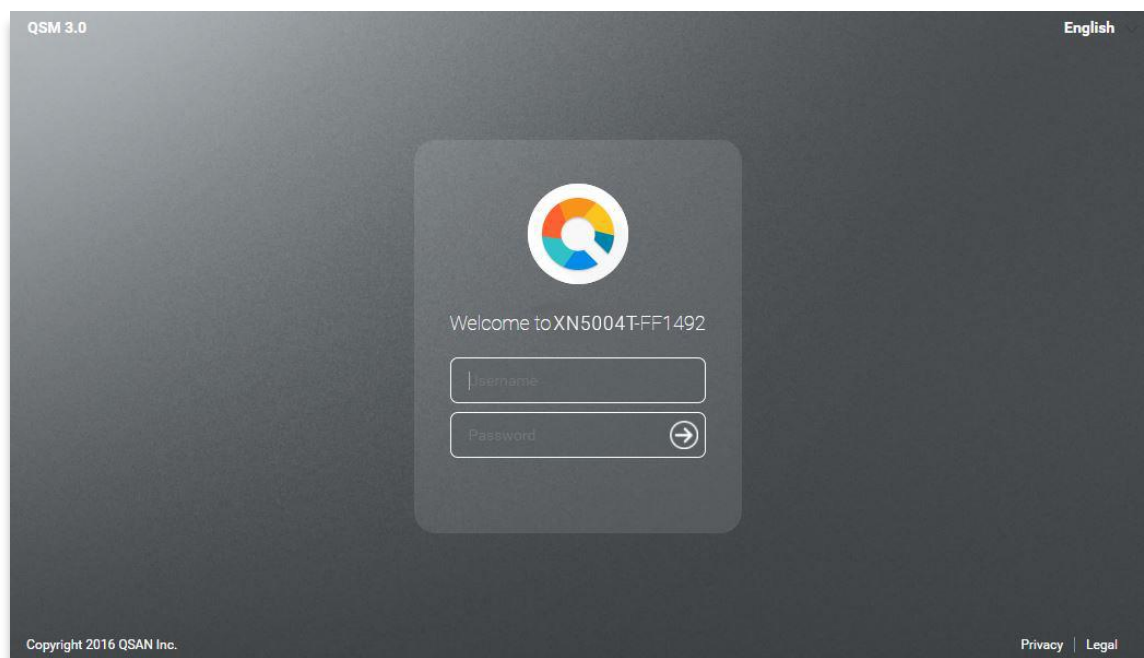 QSM 3.0
English
Welcome to XN5004T-FF1492
Username
Password
Copyright 2016 QSAN Inc.
Privacy | Legal